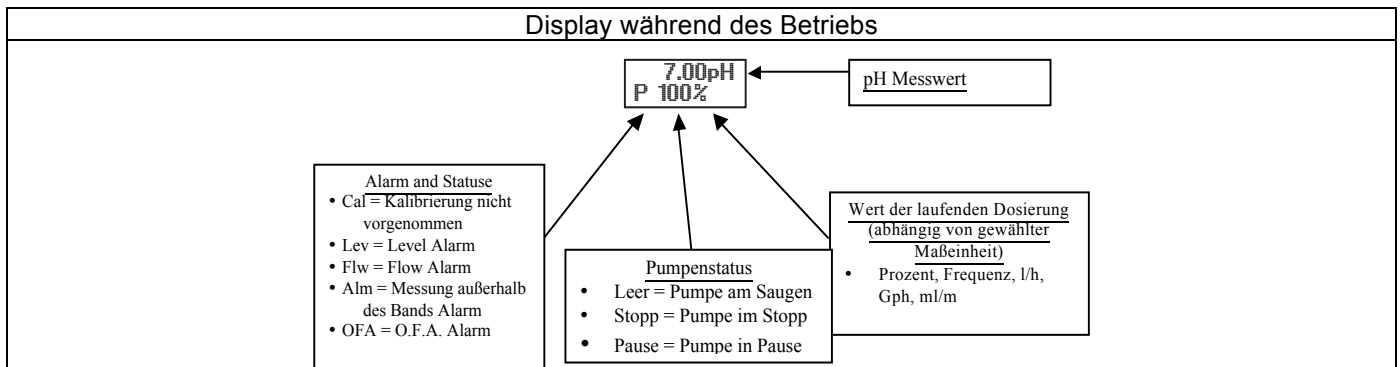 Display während des Betriebs
7.00pH
P 100%
pH Messwert
Alarm and Statuse
• Cal = Kalibrierung nicht
vorgenommen
• Lev = Level Alarm
• Flw = Flow Alarm
• Alm = Messung außerhalb
des Bands Alarm
• OFA = O.F.A. Alarm
Pumpenstatus
• Leer = Pumpe am Saugen
• Stopp = Pumpe im Stopp
• Pause = Pumpe in Pause
Wert der laufenden Dosierung
(abhängig von gewählter
Maßeinheit)
• Prozent, Frequenz, l/h,
Gph, ml/m